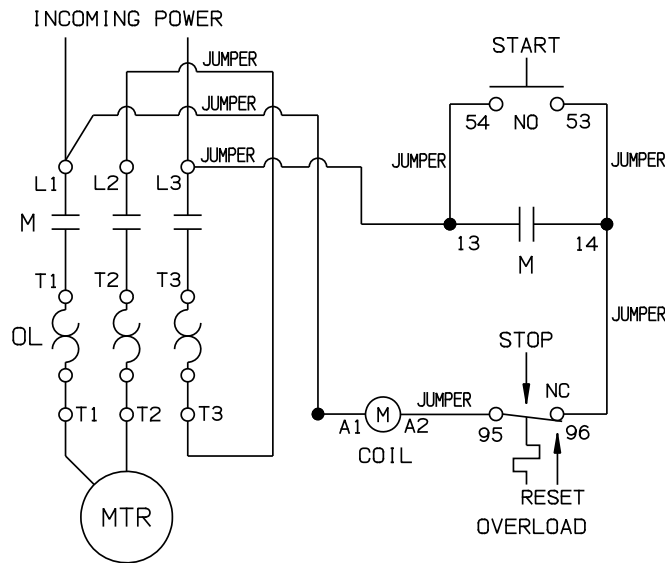 INCOMING POWER
JUMPER
START
JUMPER
54 NO 53
JUMPER
JUMPER JUMPER
L1 L2 L3
M
13 14
M
T1 T2 T3
JUMPER
OL
STOP
NC
JUMPER
T1 T2 T3
A1 M A2
95 96
COIL
RESET
MTR
OVERLOAD